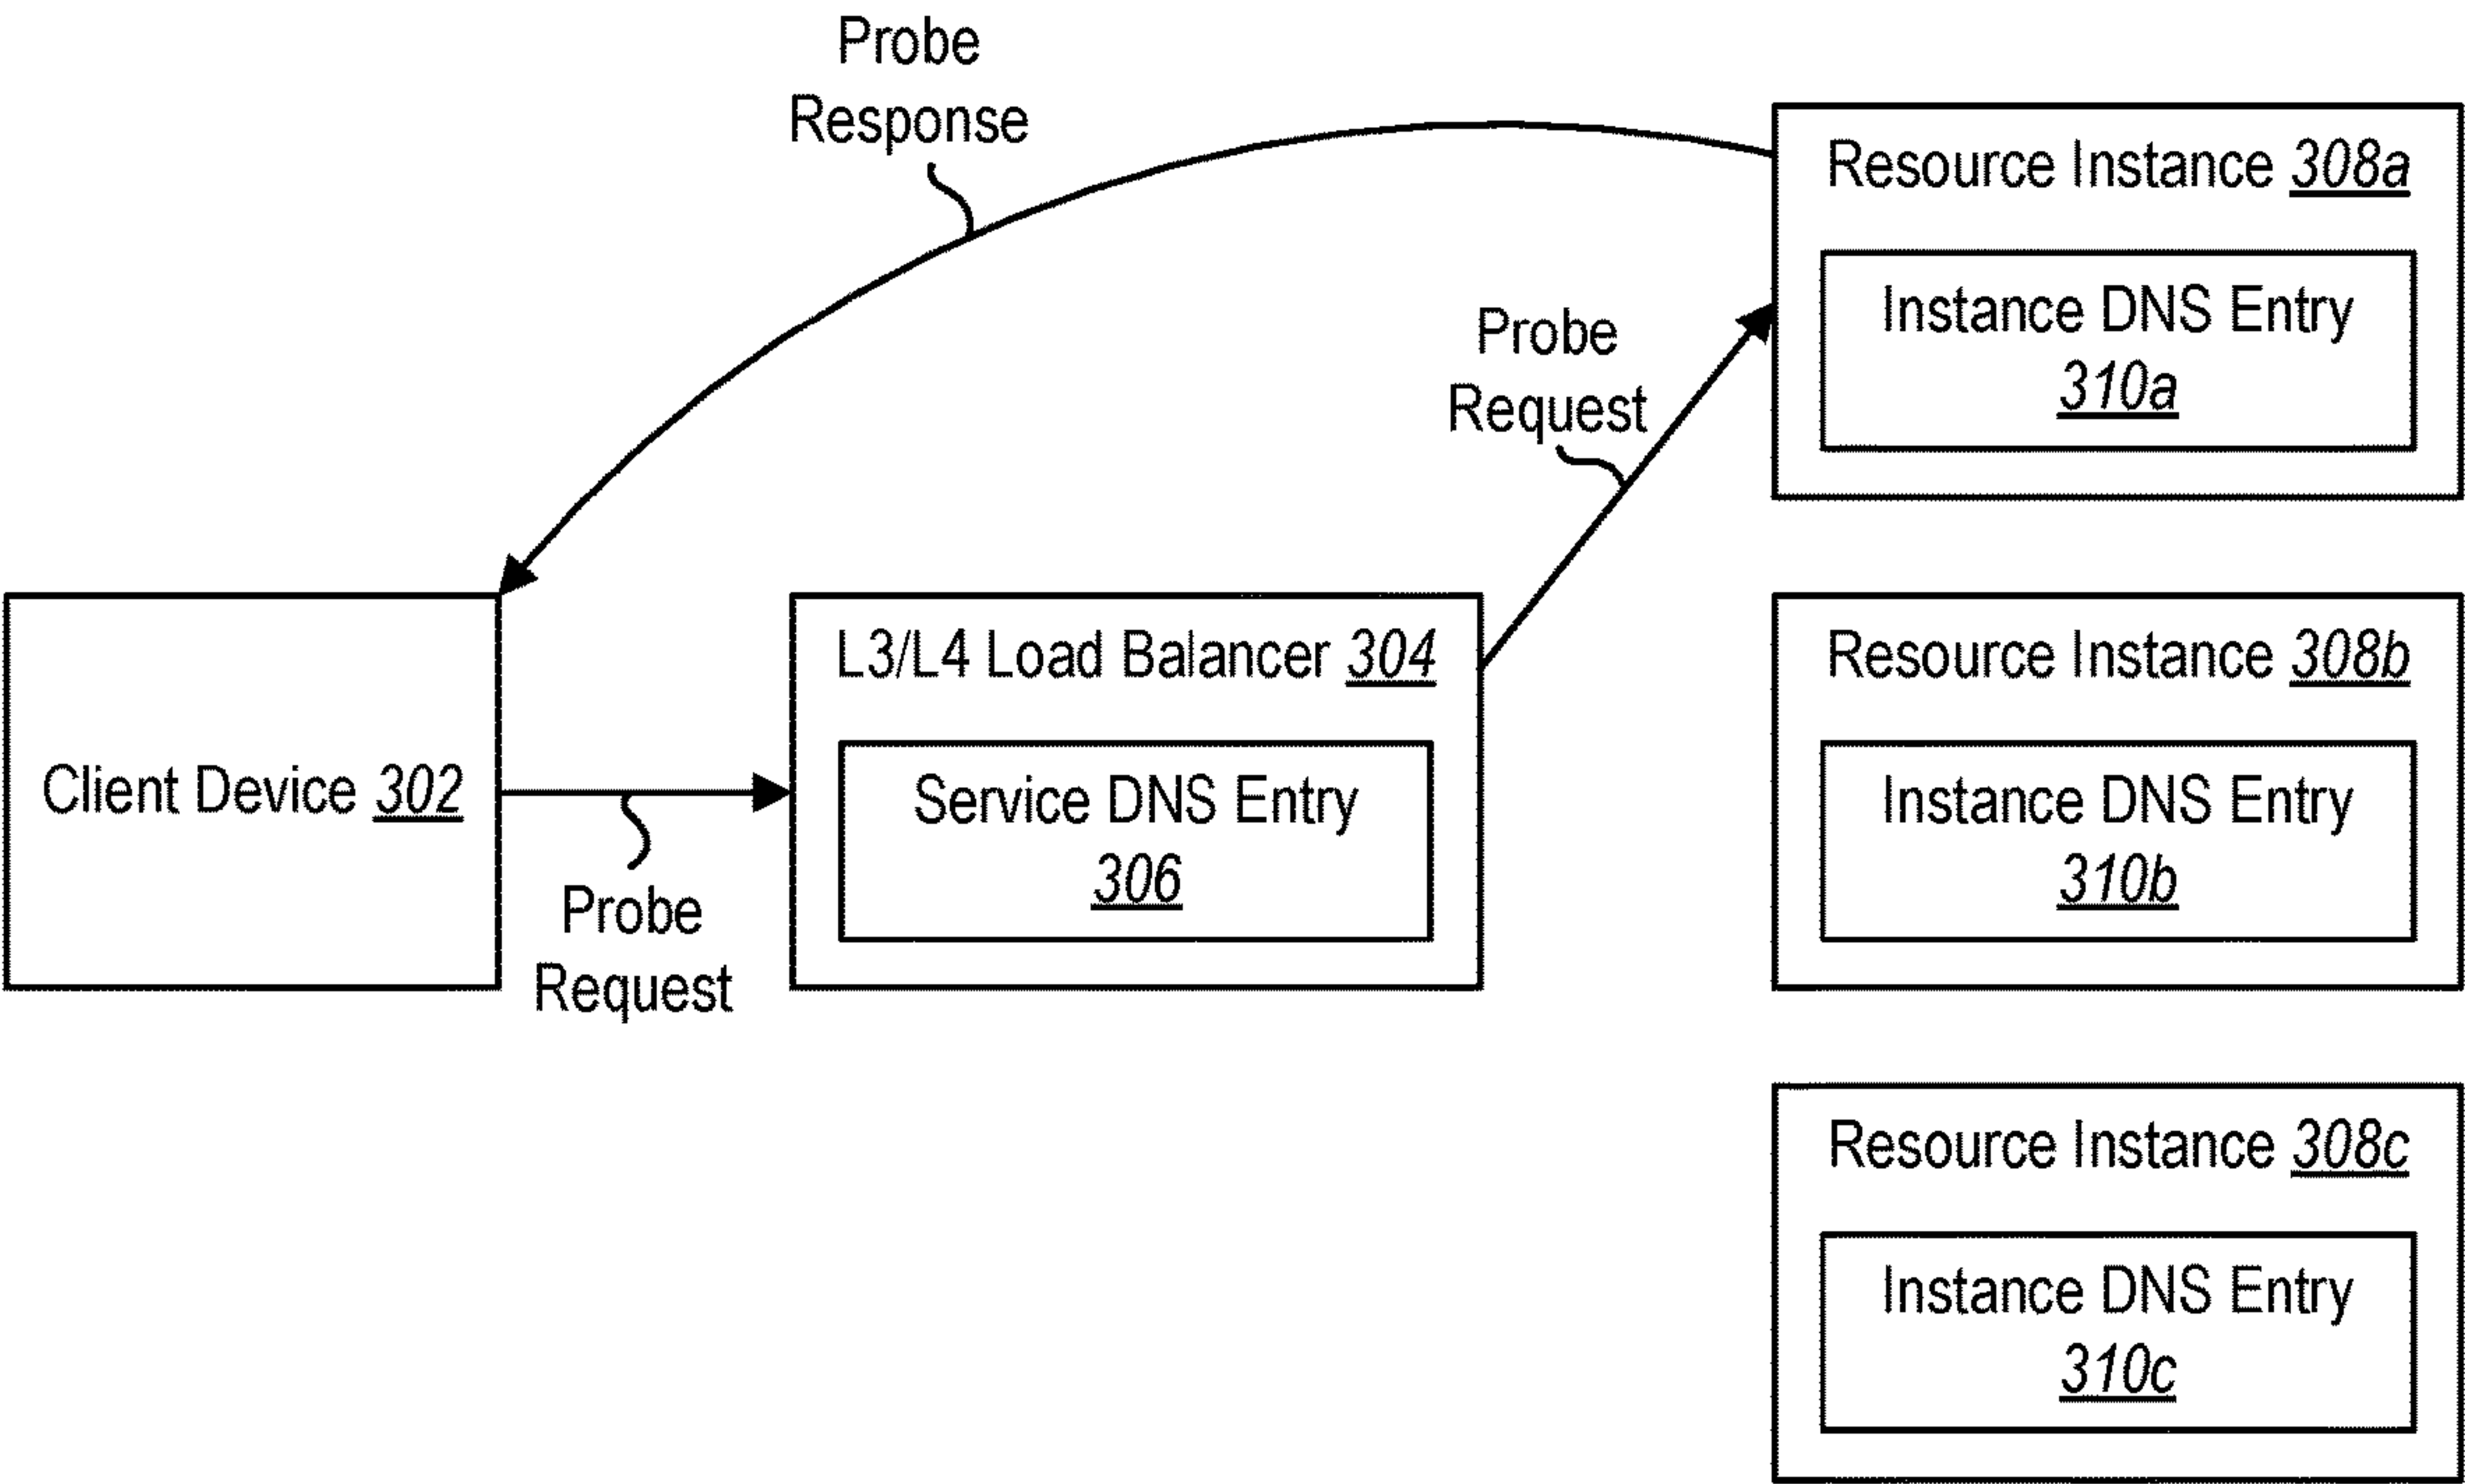 Probe
Response
Resource Instance 308a
Instance DNS Entry
310a
Probe
Request
Client Device 302
Probe
Request
L3/L4 Load Balancer 304
Service DNS Entry
306
Resource Instance 308b
Instance DNS Entry
310b
Resource Instance 308c
Instance DNS Entry
310c